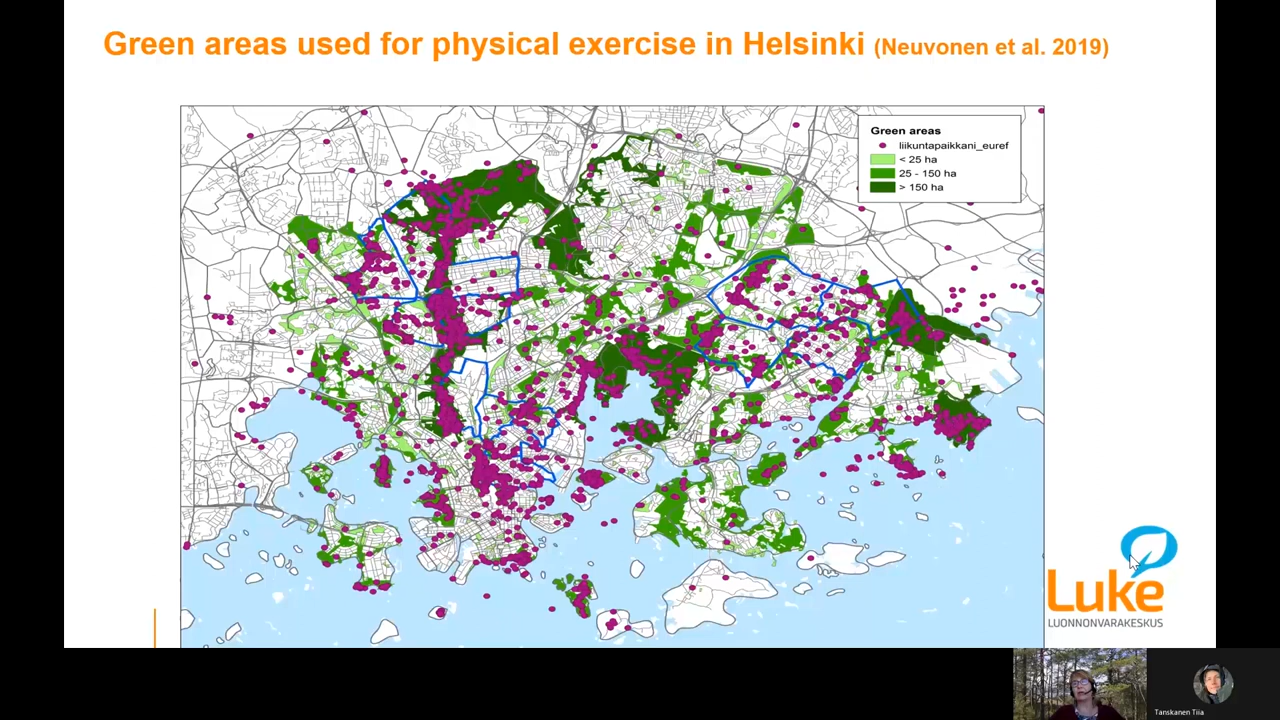 Green areas used for physical exercise in Helsinki (Neuvonen et al. 2019)
Green areas
liikuntapaikkani_euref
< 25 ha
25 - 150 ha
> 150 ha
Luke
LUONNONVARAKESKUS
Tanskanen Tiia